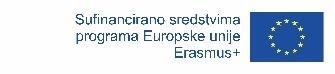 Sufinancirano sredstvima
programa Europske unije
Erasmus+